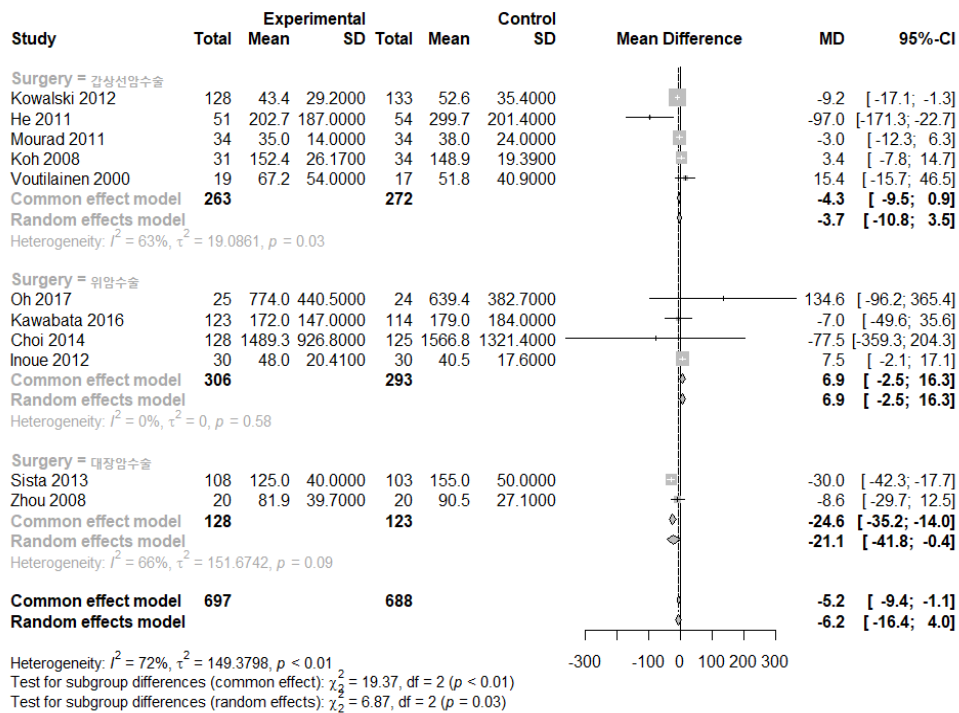 Experimental Control
Study Total Mean SD Total Mean SD Mean Difference MD 95%-CI
Surgery = 갑상선암수술
Kowalski 2012 128 43.4 29.2000 133 52.6 35.4000 -9.2 [ -17.1; -1.3]
He 2011 51 202.7 187.0000 54 299.7 201.4000 -97.0 [-171.3; -22.7]
Mourad 2011 34 35.0 14.0000 34 38.0 24.0000 -3.0 [ -12.3; 6.3]
Koh 2008 31 152.4 26.1700 34 148.9 19.3900 3.4 [ -7.8; 14.7]
Voutilainen 2000 19 67.2 54.0000 17 51.8 40.9000 15.4 [ -15.7; 46.5]
Common effect model 263 272 -4.3 [ -9.5; 0.9]
Random effects model -3.7 [ -10.8; 3.5]
Heterogeneity: I² = 63%, τ² = 19.0861, p = 0.03
Surgery = 위암수술
Oh 2017 25 774.0 440.5000 24 639.4 382.7000 134.6 [ -96.2; 365.4]
Kawabata 2016 123 172.0 147.0000 114 179.0 184.0000 -7.0 [ -49.6; 35.6]
Choi 2014 128 1489.3 926.8000 125 1566.8 1321.4000 -77.5 [-359.3; 204.3]
Inoue 2012 30 48.0 20.4100 30 40.5 17.6000 7.5 [ -2.1; 17.1]
Common effect model 306 293 6.9 [ -2.5; 16.3]
Random effects model 6.9 [ -2.5; 16.3]
Heterogeneity: I² = 0%, τ² = 0, p = 0.58
Surgery = 대장암수술
Sista 2013 108 125.0 40.0000 103 155.0 50.0000 -30.0 [ -42.3; -17.7]
Zhou 2008 20 81.9 39.7000 20 90.5 27.1000 -8.6 [ -29.7; 12.5]
Common effect model 128 123 -24.6 [ -35.2; -14.0]
Random effects model -21.1 [ -41.8; -0.4]
Heterogeneity: I² = 66%, τ² = 151.6742, p = 0.09
Common effect model 697 688 -5.2 [ -9.4; -1.1]
Random effects model -6.2 [ -16.4; 4.0]
-300 -100 0 100 200 300
Heterogeneity: I² = 72%, τ² = 149.3798, p < 0.01
Test for subgroup differences (common effect): χ₂² = 19.37, df = 2 (p < 0.01)
Test for subgroup differences (random effects): χ₂² = 6.87, df = 2 (p = 0.03)